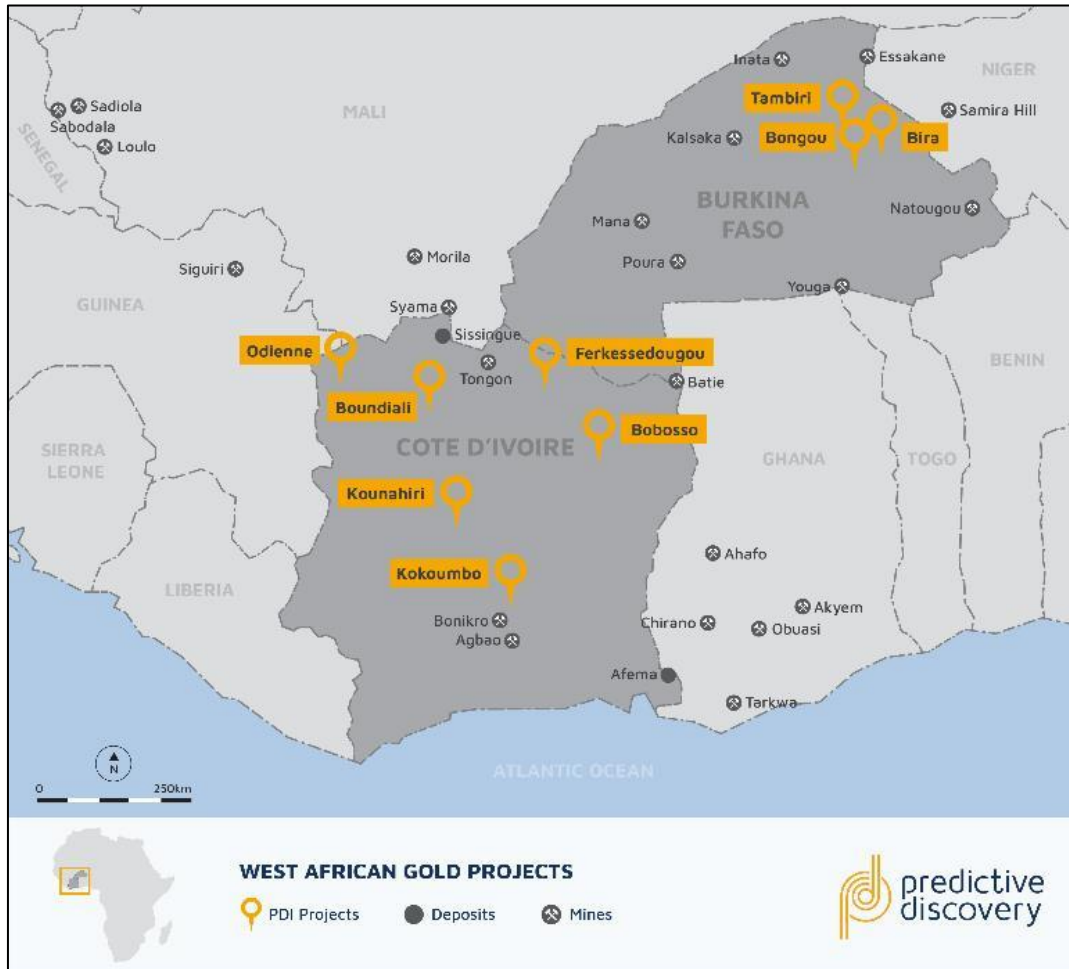 Inata
Essakane
NIGER
Sadiola
Sabodala
Loulo
MALI
SENEGAL
Tambiri
Samira Hill
Kalsaka
Bongou
Bira
BURKINA
FASO
Natougou
Mana
Poura
Morila
Siguiri
Youga
GUINEA
Syama
Sissingue
Odienne
Ferkessedougou
Tongon
Batie
Boundiali
BENIN
Bobosso
COTE D'IVOIRE
SIERRA
LEONE
GHANA
TOGO
Kounahiri
Ahafo
Kokoumbo
LIBERIA
Akyem
Bonikro
Chirano
Obuasi
Agbao
Afema
Tarkwa
N
ATLANTIC OCEAN
0 250km
WEST AFRICAN GOLD PROJECTS
PDI Projects Deposits Mines
predictive
discovery